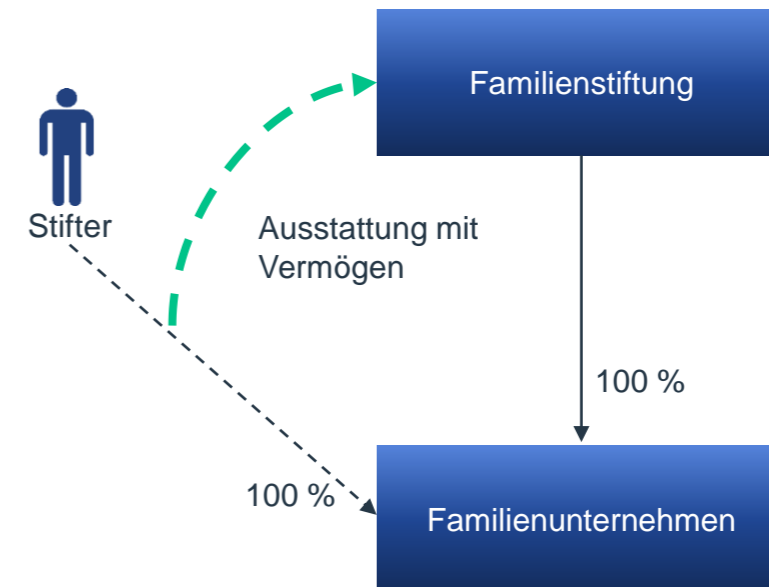 Familienstiftung
Stifter
Ausstattung mit
Vermögen
100 %
100 %
Familienunternehmen